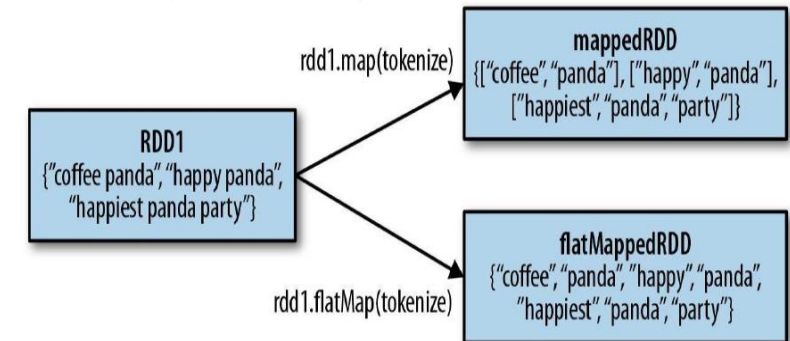 rdd1.map(tokenize)
mappedRDD
{[“coffee”, “panda”], [“happy”, “panda”],
[“happiest”, “panda”, “party”]}
RDD1
{“coffee panda”, “happy panda”,
“happiest panda party”}
rdd1.flatMap(tokenize)
flatMappedRDD
{“coffee”, “panda”, “happy”, “panda”,
“happiest”, “panda”, “party”}